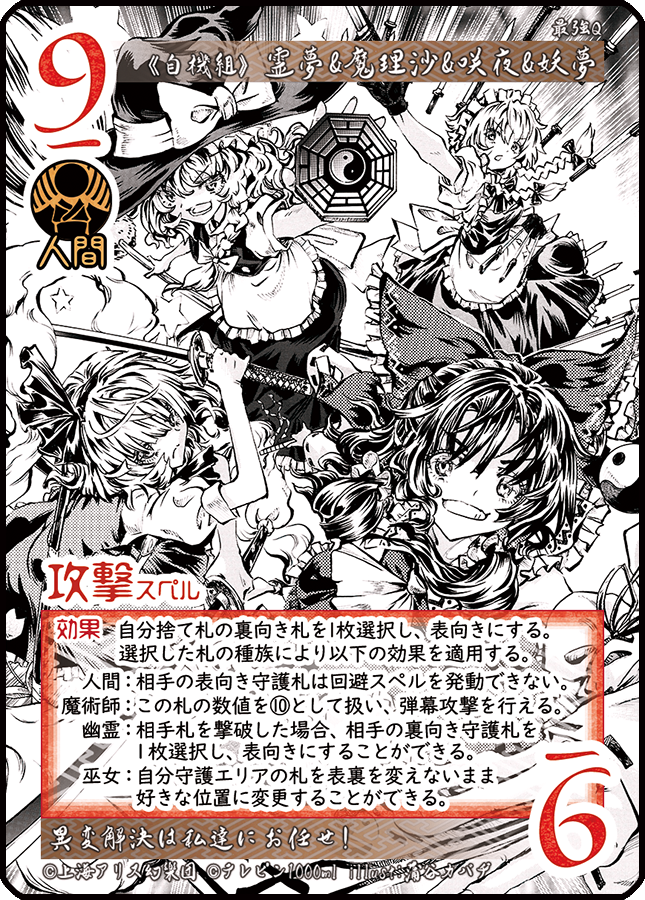 最強Q
9
《自機組》 霊夢&魔理沙&咲夜&妖夢
人間
攻撃スペル
効果 自分捨て札の裏向き札を1枚選択し、表向きにする。
選択した札の種族により以下の効果を適用する。
人間：相手の表向き守護札は回避スペルを発動できない。
魔術師：この札の数値を⑩として扱い、弾幕攻撃を行える。
幽霊：相手札を撃破した場合、相手の裏向き守護札を
1枚選択し、表向きにすることができる。
巫女：自分守護エリアの札を表裏を変えないまま
好きな位置に変更することができる。
6
異変解決は私達にお任せ！
©上海アリス幻樂団 ©テレピン1000ml illust:蒲谷カバヂ